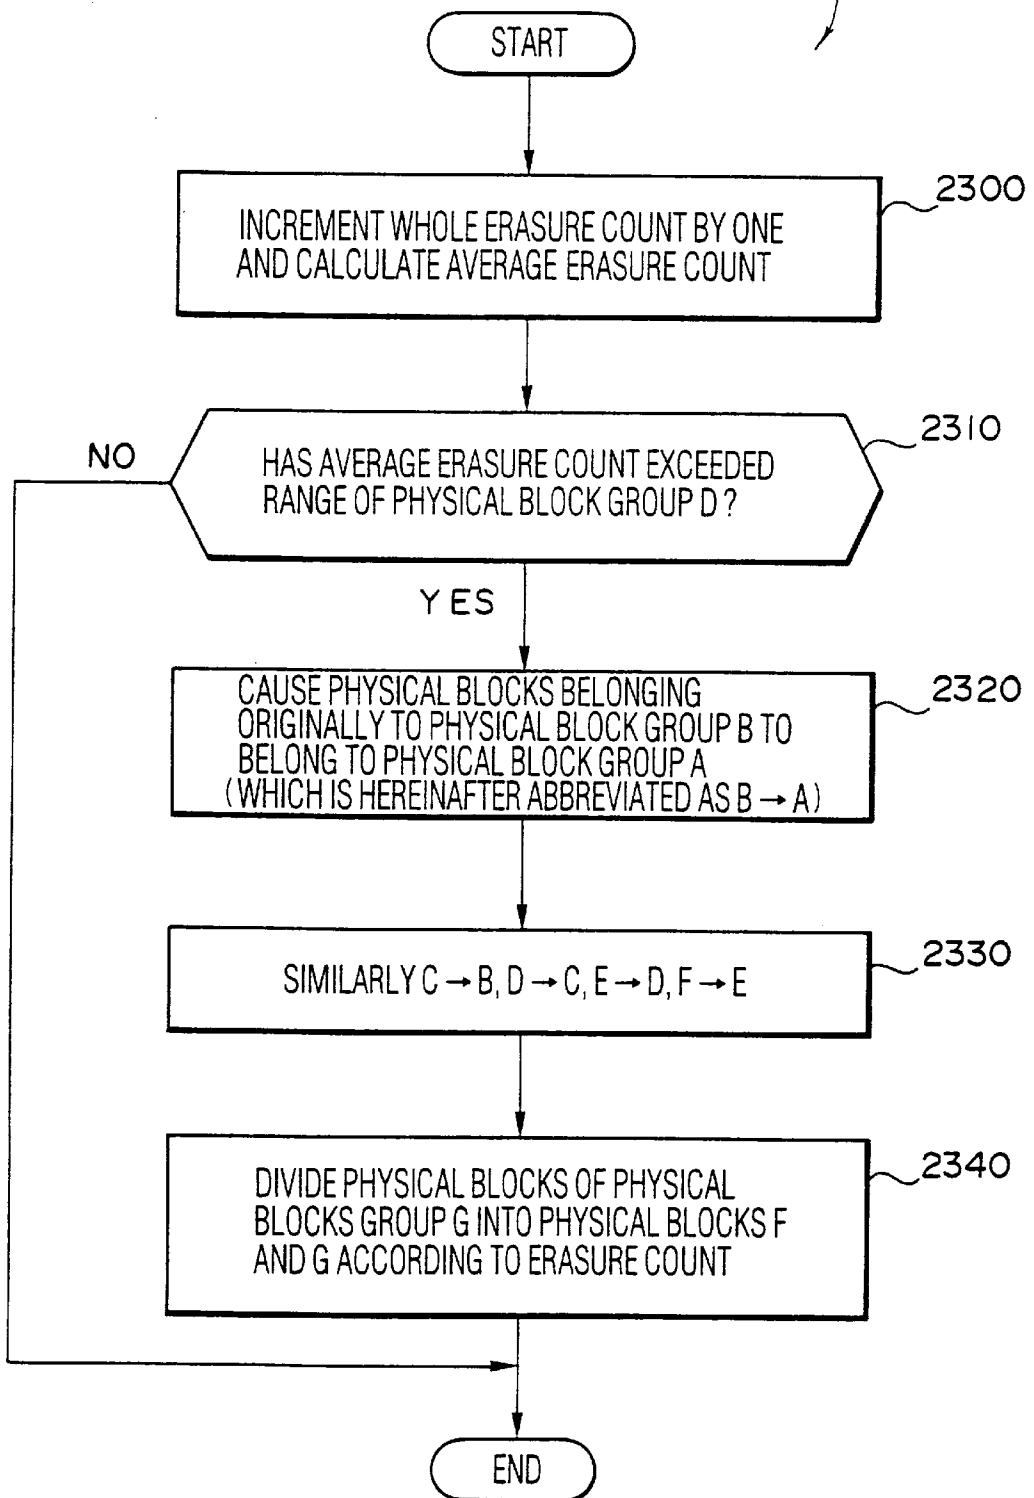 START
2300
INCREMENT WHOLE ERASURE COUNT BY ONE
AND CALCULATE AVERAGE ERASURE COUNT
2310
NO
HAS AVERAGE ERASURE COUNT EXCEEDED
RANGE OF PHYSICAL BLOCK GROUP D?
YES
2320
CAUSE PHYSICAL BLOCKS BELONGING
ORIGINALLY TO PHYSICAL BLOCK GROUP B TO
BELONG TO PHYSICAL BLOCK GROUP A
(WHICH IS HEREINAFTER ABBREVIATED AS B → A)
2330
SIMILARLY C → B, D → C, E → D, F → E
2340
DIVIDE PHYSICAL BLOCKS OF PHYSICAL
BLOCKS GROUP G INTO PHYSICAL BLOCKS F
AND G ACCORDING TO ERASURE COUNT
END